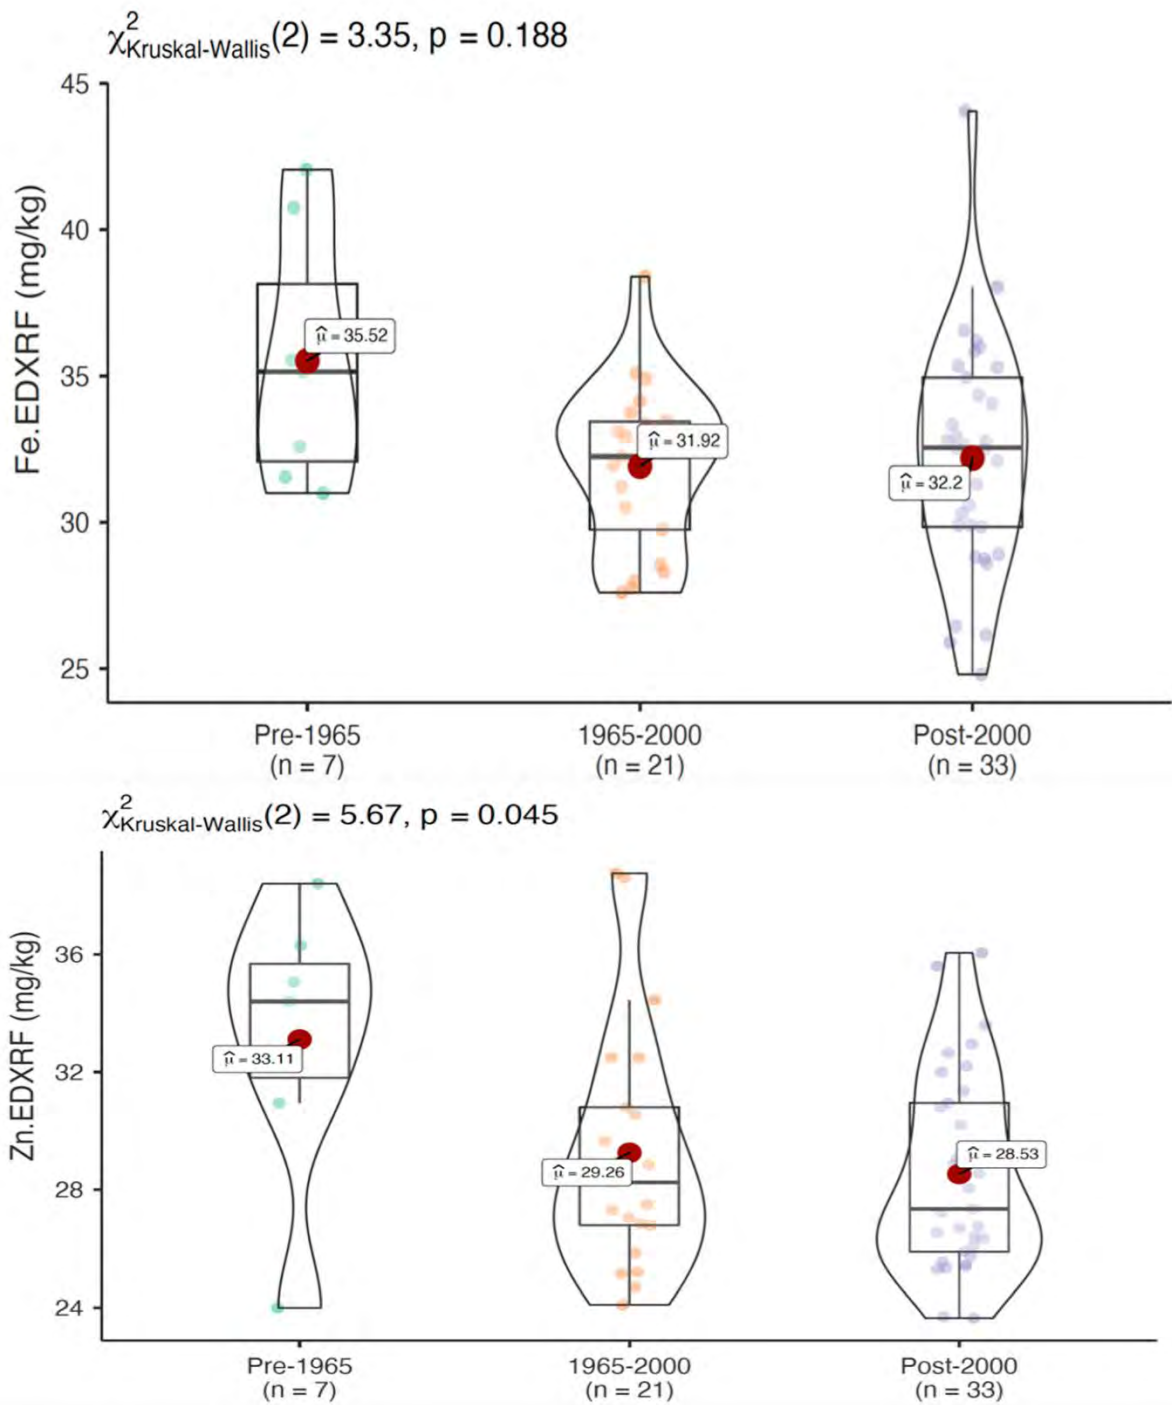 χ²Kruskal-Wallis(2) = 3.35, p = 0.188
45
40
35
30
25
Fe.EDXRF (mg/kg)
μ̂ = 35.52
μ̂ = 31.92
μ̂ = 32.2
Pre-1965
(n = 7)
1965-2000
(n = 21)
Post-2000
(n = 33)
χ²Kruskal-Wallis(2) = 5.67, p = 0.045
36
32
28
24
Zn.EDXRF (mg/kg)
μ̂ = 33.11
μ̂ = 29.26
μ̂ = 28.53
Pre-1965
(n = 7)
1965-2000
(n = 21)
Post-2000
(n = 33)